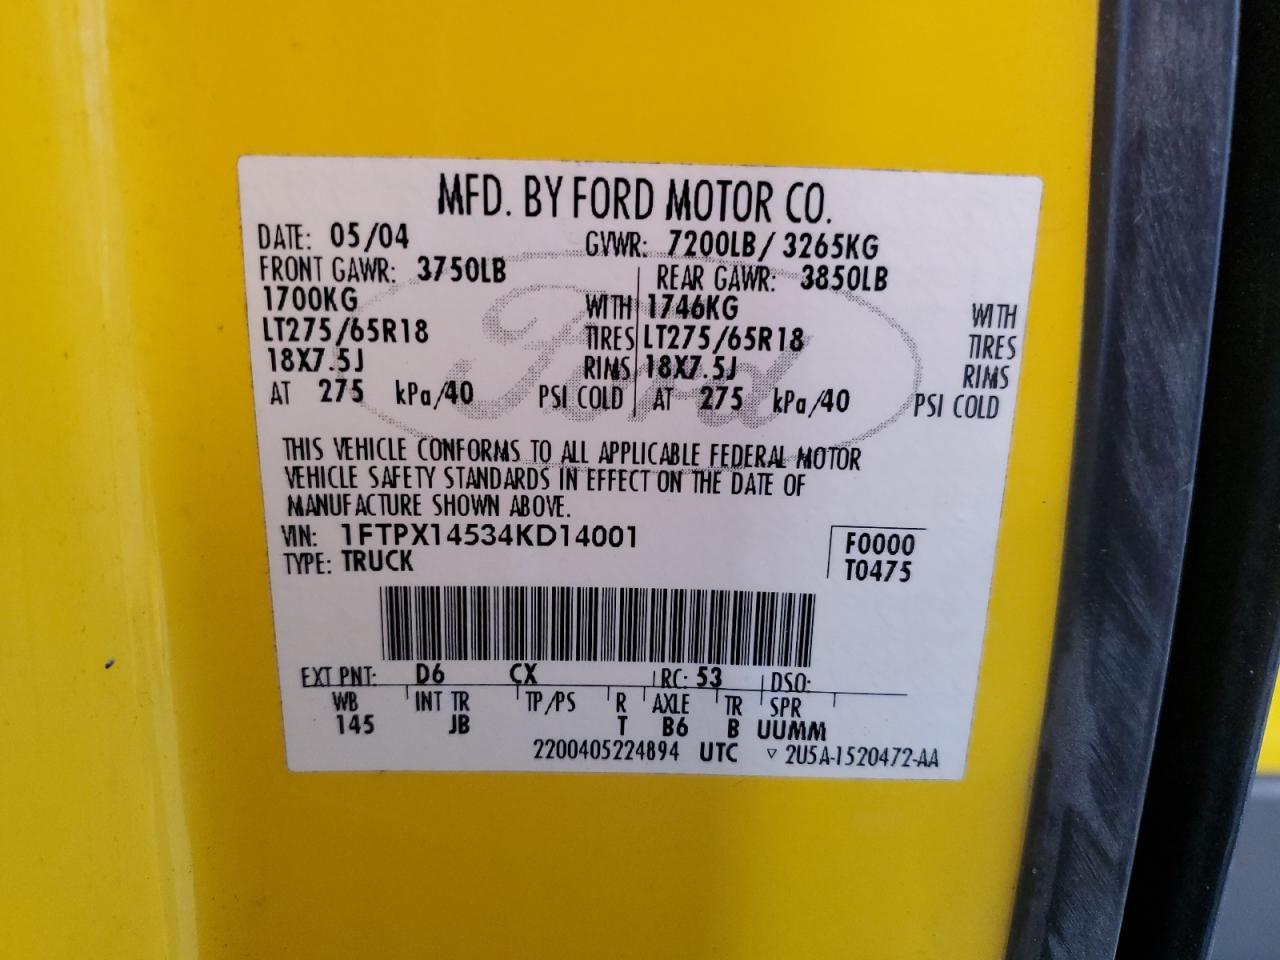 MFD. BY FORD MOTOR CO.
DATE: 05/04 GVWR: 7200LB/ 3265KG
FRONT GAWR: 3750LB REAR GAWR: 3850LB
1700KG WITH 1746KG WITH
LT275/65R18 TIRES LT275/65R18 TIRES
18X7.5J RIMS 18X7.5J RIMS
AT 275 kPa/40 PSI COLD AT 275 kPa/40 PSI COLD
Ford
THIS VEHICLE CONFORMS TO ALL APPLICABLE FEDERAL MOTOR
VEHICLE SAFETY STANDARDS IN EFFECT ON THE DATE OF
MANUFACTURE SHOWN ABOVE.
VIN: 1FTPX14534KD14001 F0000
TYPE: TRUCK T0475
EXT PNT: D6 CX RC: 53 DSO:
WB INT TR TP/PS R AXLE TR SPR
145 JB T B6 B UUMM
2200405224894 UTC ▽ 2U5A-1520472-AA